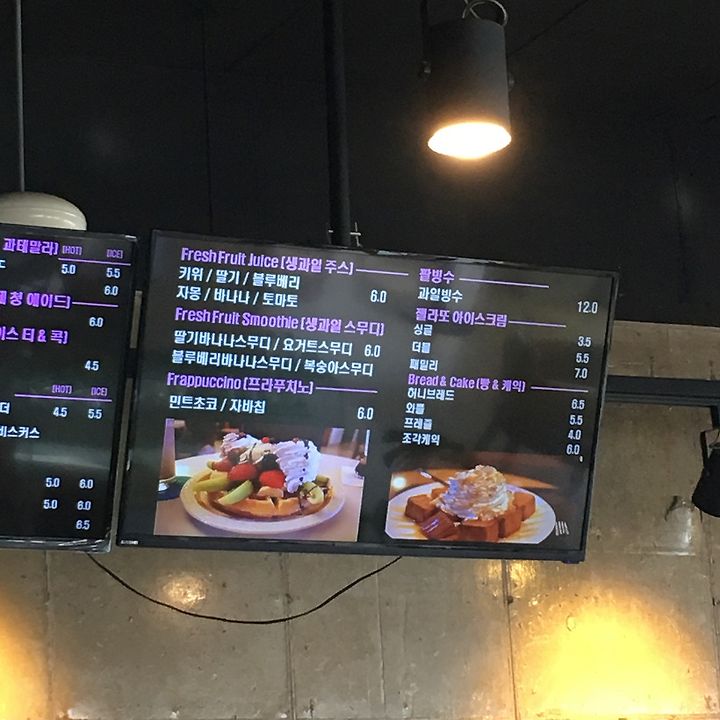 과테말라] [HOT] [ICE]
5.0 5.5
6.0
청 에이드]
6.0
티 & 콕]
4.5
[HOT] [ICE]
더 4.5 5.5
비스커스
5.0 6.0
5.0 6.0
6.5
Fresh Fruit Juice [생과일 주스]
키위 / 딸기 / 블루베리
자몽 / 바나나 / 토마토 6.0
Fresh Fruit Smoothie [생과일 스무디]
딸기바나나스무디 / 요거트스무디 6.0
블루베리바나나스무디 / 복숭아스무디
Frappuccino [프라푸치노]
민트초코 / 자바칩 6.0
팥빙수
과일빙수 12.0
젤라또 아이스크림
싱글 3.5
더블 5.5
패밀리 7.0
Bread & Cake [빵 & 케익]
허니브레드 6.5
와플 5.5
프레즐 4.0
조각케익 6.0